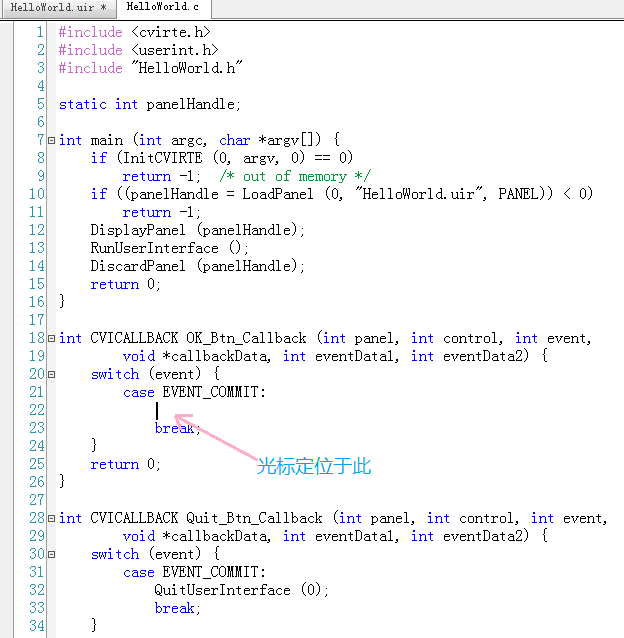 HelloWorld.uir * HelloWorld.c
1 #include <cvirte.h>
2 #include <userint.h>
3 #include "HelloWorld.h"
4
5 static int panelHandle;
6
7 int main (int argc, char *argv[]) {
8 if (InitCVIRTE (0, argv, 0) == 0)
9 return -1; /* out of memory */
10 if ((panelHandle = LoadPanel (0, "HelloWorld.uir", PANEL)) < 0)
11 return -1;
12 DisplayPanel (panelHandle);
13 RunUserInterface ();
14 DiscardPanel (panelHandle);
15 return 0;
16 }
17
18 int CVICALLBACK OK_Btn_Callback (int panel, int control, int event,
19 void *callbackData, int eventData1, int eventData2) {
20 switch (event) {
21 case EVENT_COMMIT:
22
23 break;
24 }
光标定位于此
25 return 0;
26 }
27
28 int CVICALLBACK Quit_Btn_Callback (int panel, int control, int event,
29 void *callbackData, int eventData1, int eventData2) {
30 switch (event) {
31 case EVENT_COMMIT:
32 QuitUserInterface (0);
33 break;
34 }